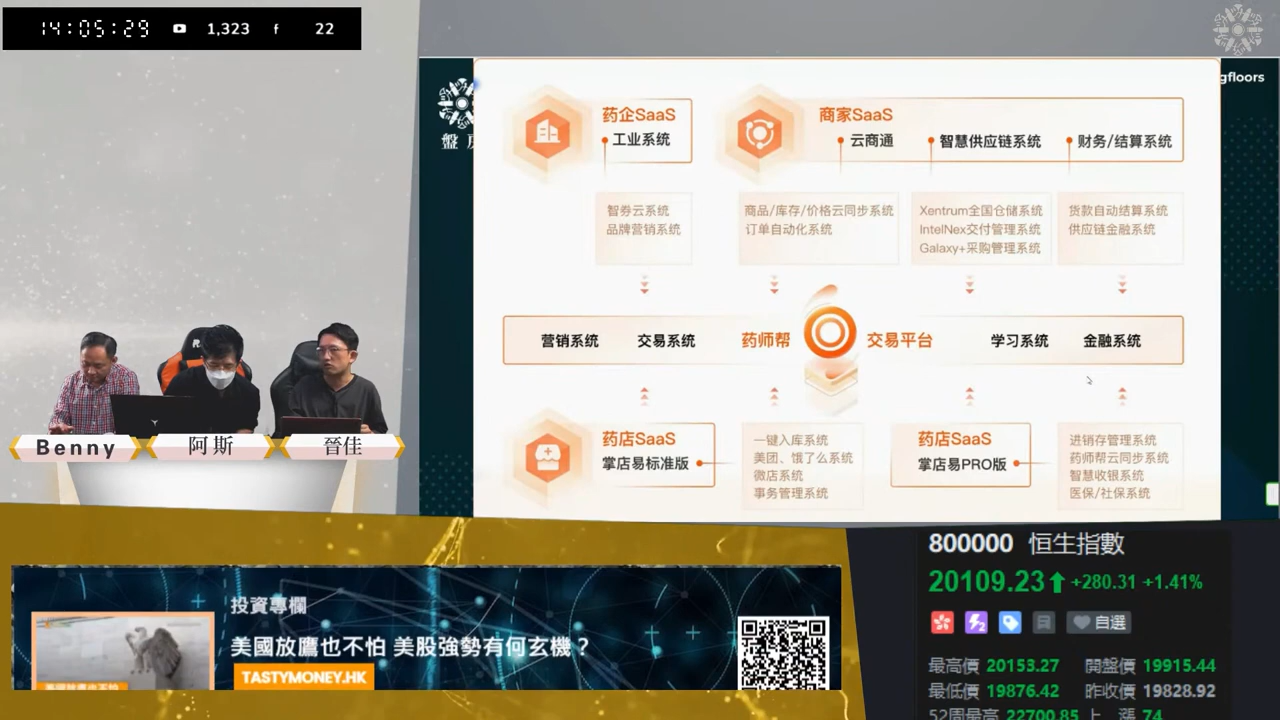 14:05:29 1,323 f 22
gfloors
盤
药企SaaS
工业系统
商家SaaS
云商通
智慧供应链系统
财务/结算系统
智券云系统
品牌营销系统
商品/库存/价格云同步系统
订单自动化系统
Xentrum全国仓储系统
IntelNex交付管理系统
Galaxy+采购管理系统
货款自动结算系统
供应链金融系统
营销系统 交易系统 药师帮 交易平台 学习系统 金融系统
药店SaaS
掌店易标准版
一键入库系统
美团、饿了么系统
微店系统
事务管理系统
药店SaaS
掌店易PRO版
进销存管理系统
药师帮云同步系统
智慧收银系统
医保/社保系统
Benny 阿斯 晉佳
投資專欄
美國放鷹也不怕 美股強勢有何玄機？
TASTYMONEY.HK
800000 恒生指數
20109.23 +280.31 +1.41%
自選
最高價 20153.27 開盤價 19915.44
最低價 19876.42 昨收價 19828.92
52周最高 22700.85 上 漲 74